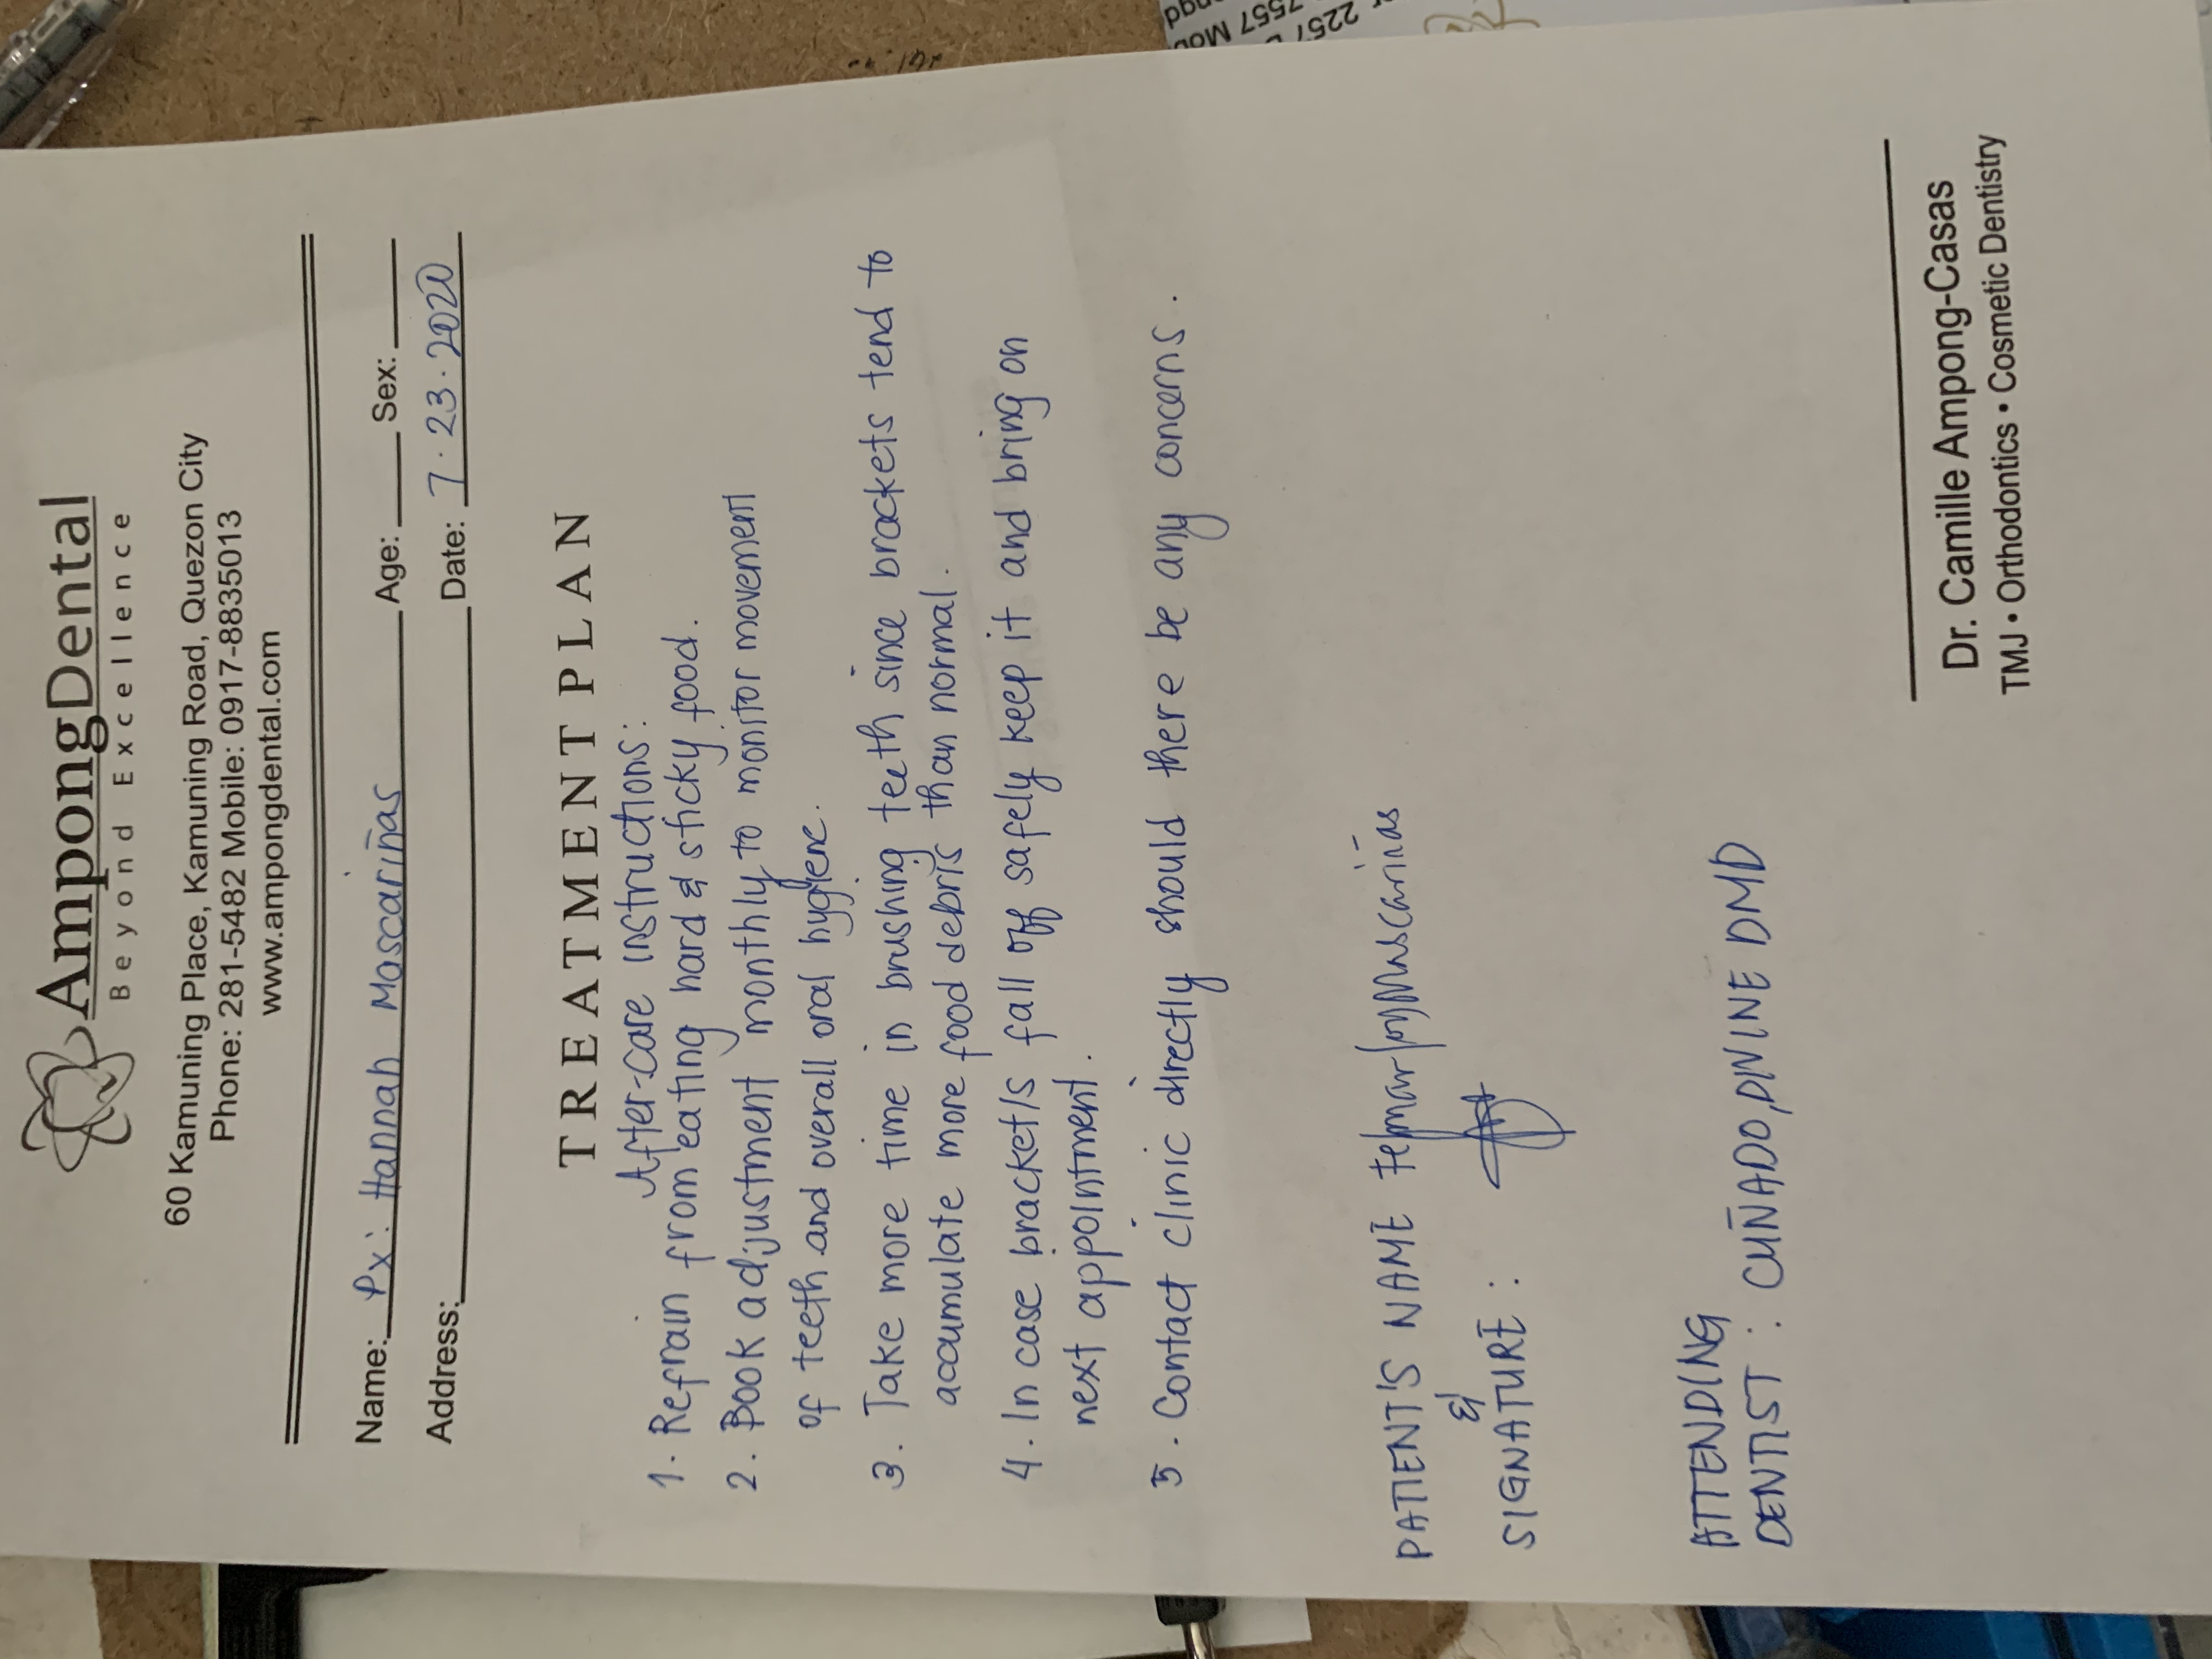 AmpongDental
Beyond Excellence
60 Kamuning Place, Kamuning Road, Quezon City
Phone: 281-5482 Mobile: 0917-8835013
www.ampongdental.com
Name: Px: Hannah Mascariñas Age: Sex:
Address: Date: 7.23.2020
TREATMENT PLAN
After-care instructions:
1. Refrain from eating hard & sticky food.
2. Book adjustment monthly to monitor movement
of teeth and overall oral hygiene.
3. Take more time in brushing teeth since brackets tend to
accumulate more food debris than normal.
4. In case bracket/s fall off safely keep it and bring on
next appointment.
5. Contact clinic directly should there be any concerns.
PATIENT'S NAME Mascariñas
&
SIGNATURE :
ATTENDING
DENTIST : CUÑADO, DIVINE DMD
Dr. Camille Ampong-Casas
TMJ • Orthodontics • Cosmetic Dentistry
7557
2251